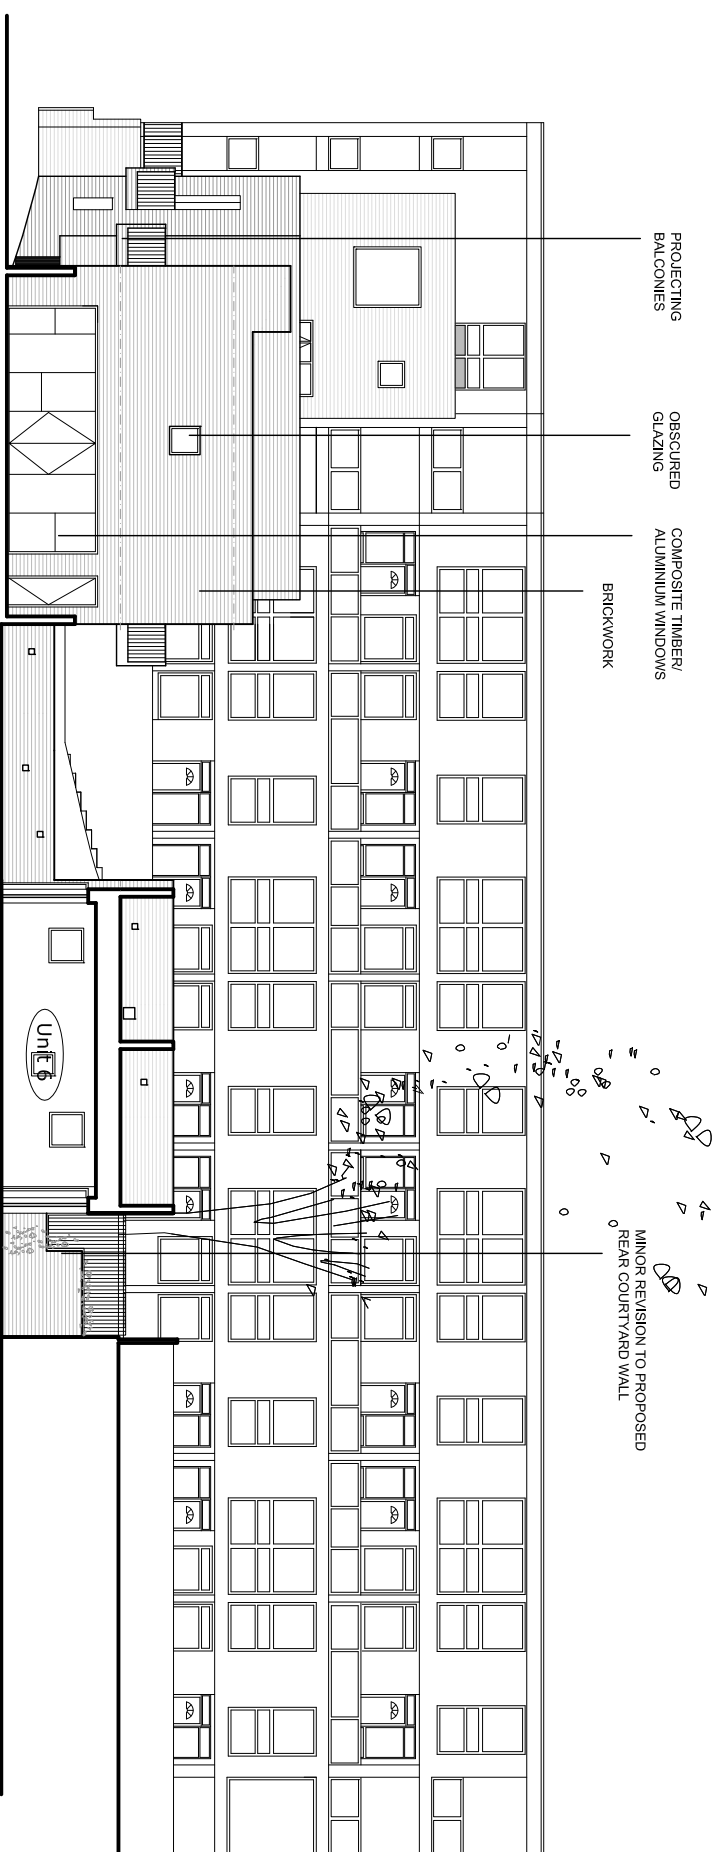 PROJECTING
BALCONIES
OBSCURED
GLAZING
COMPOSITE TIMBER/
ALUMINIUM WINDOWS
BRICKWORK
MINOR REVISION TO PROPOSED
REAR COURTYARD WALL
Unit 6